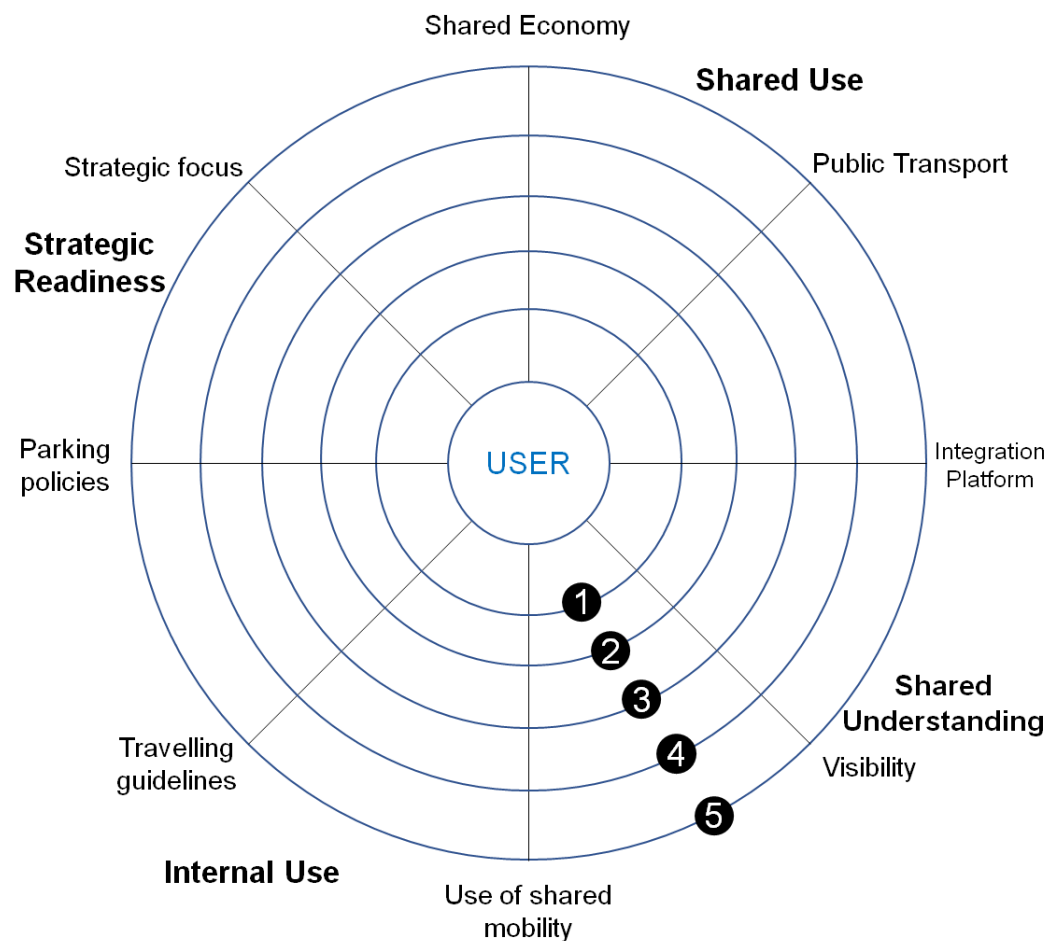 Shared Economy
Shared Use
Public Transport
Strategic focus
Strategic
Readiness
Parking
policies
USER
Integration
Platform
1
2
3
4
5
Shared
Understanding
Visibility
Travelling
guidelines
Internal Use
Use of shared
mobility